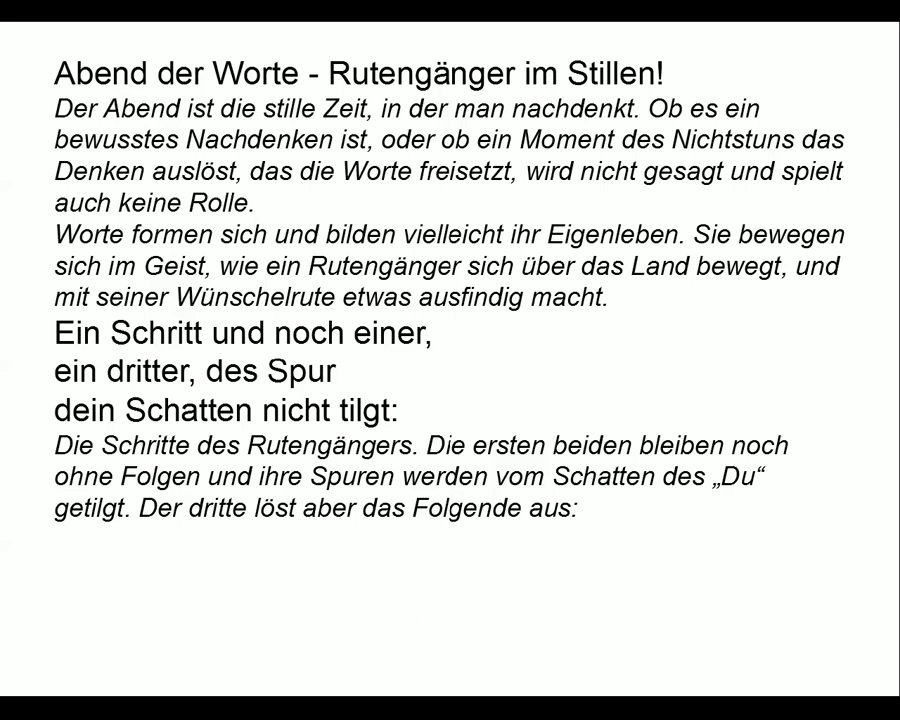 Abend der Worte - Rutengänger im Stillen!
Der Abend ist die stille Zeit, in der man nachdenkt. Ob es ein
bewusstes Nachdenken ist, oder ob ein Moment des Nichtstuns das
Denken auslöst, das die Worte freisetzt, wird nicht gesagt und spielt
auch keine Rolle.
Worte formen sich und bilden vielleicht ihr Eigenleben. Sie bewegen
sich im Geist, wie ein Rutengänger sich über das Land bewegt, und
mit seiner Wünschelrute etwas ausfindig macht.
Ein Schritt und noch einer,
ein dritter, des Spur
dein Schatten nicht tilgt:
Die Schritte des Rutengängers. Die ersten beiden bleiben noch
ohne Folgen und ihre Spuren werden vom Schatten des „Du“
getilgt. Der dritte löst aber das Folgende aus: